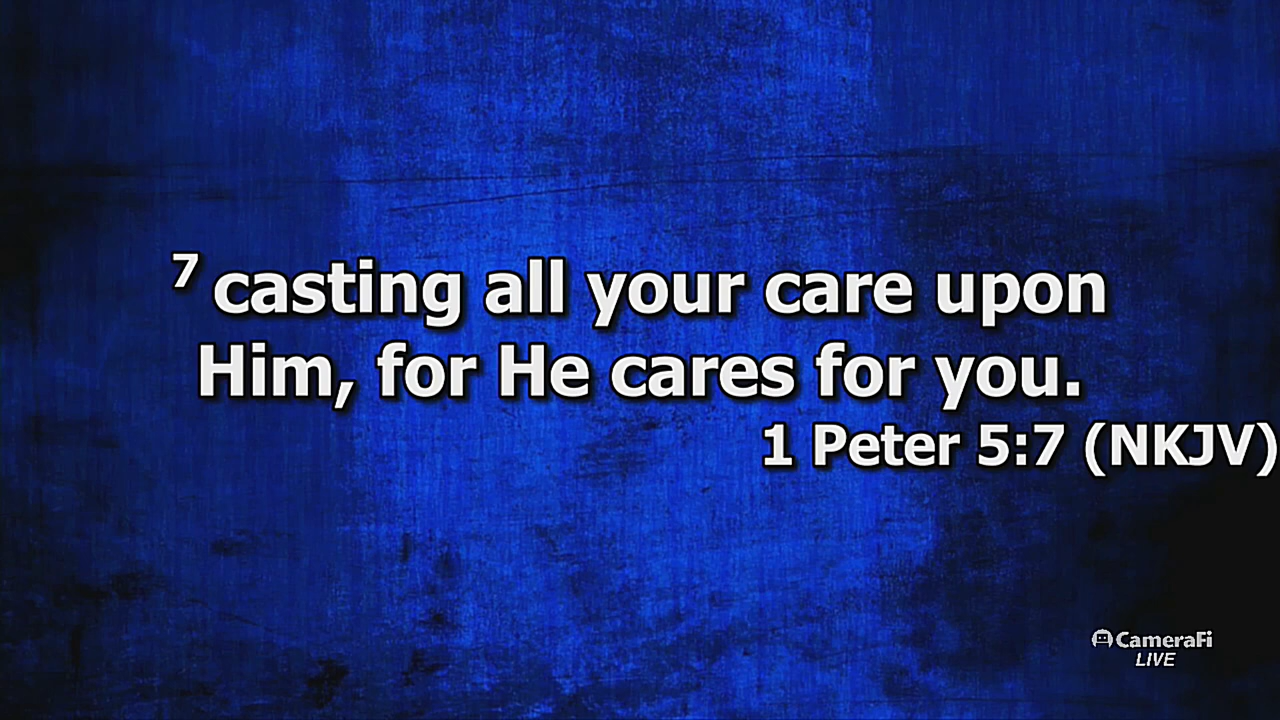 7 casting all your care upon
Him, for He cares for you.
1 Peter 5:7 (NKJV)
CameraFi
LIVE